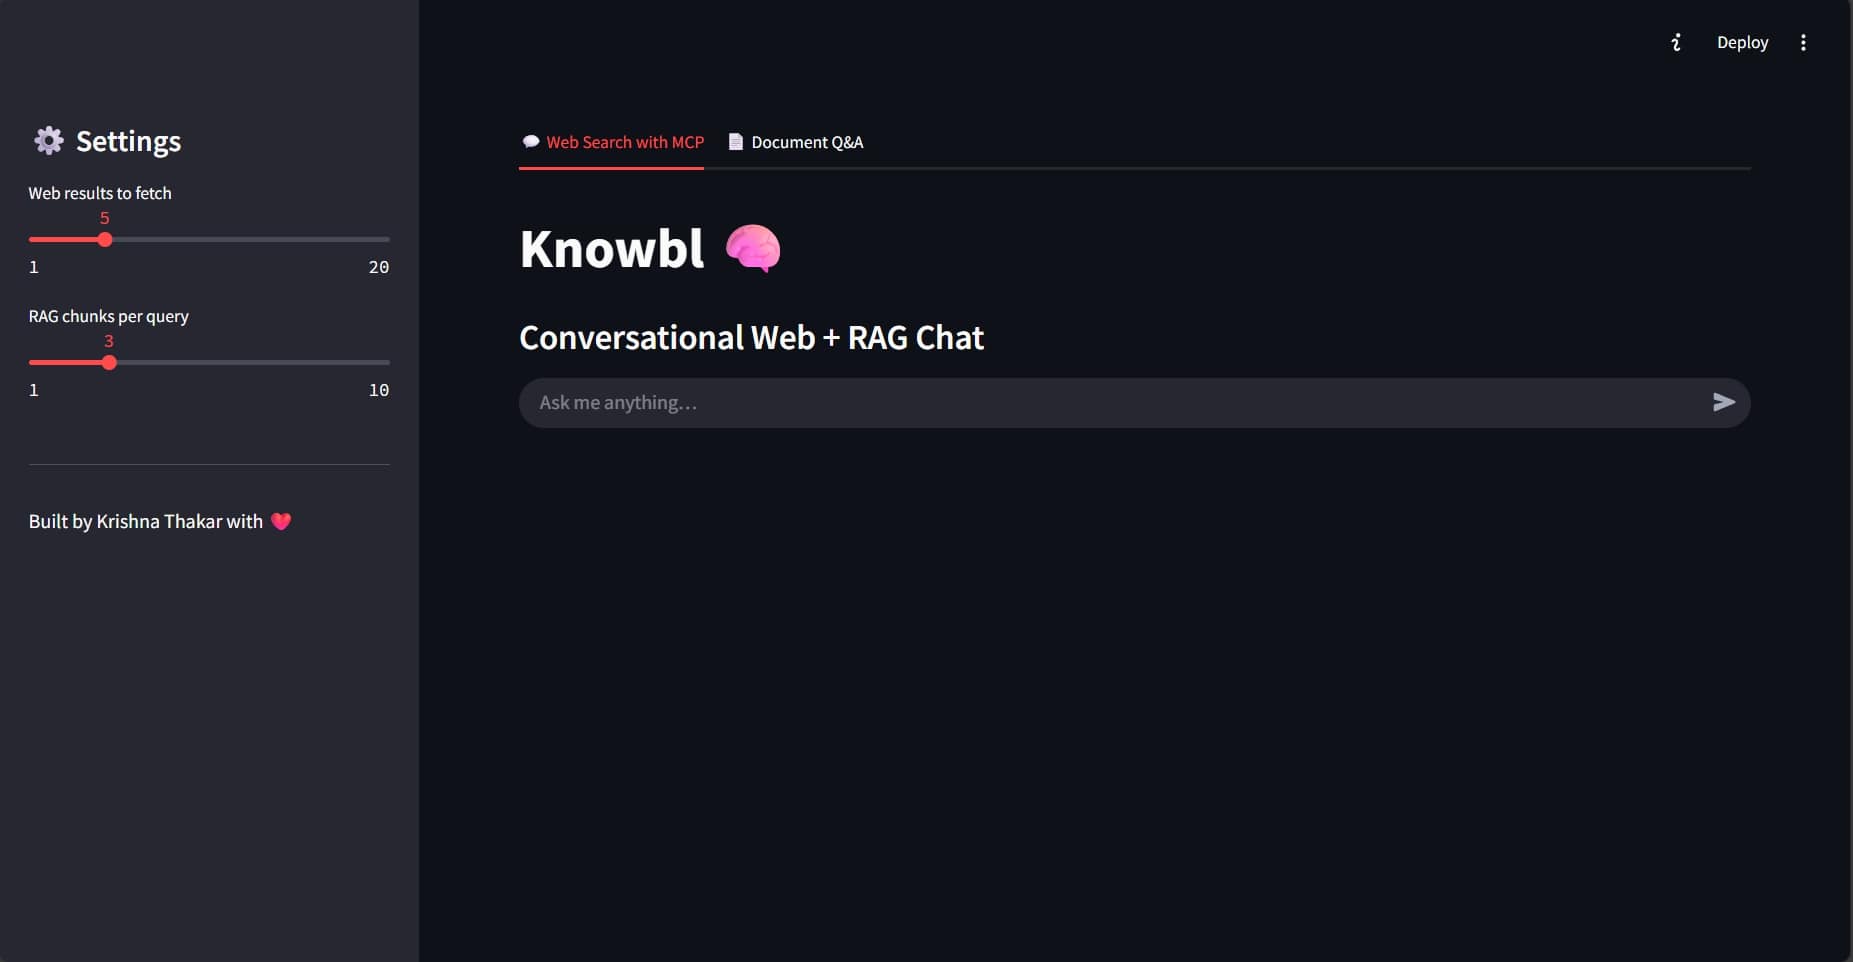 Deploy
Settings
Web results to fetch
5
1 20
RAG chunks per query
3
1 10
Built by Krishna Thakar with
Web Search with MCP Document Q&A
Knowbl
Conversational Web + RAG Chat
Ask me anything...